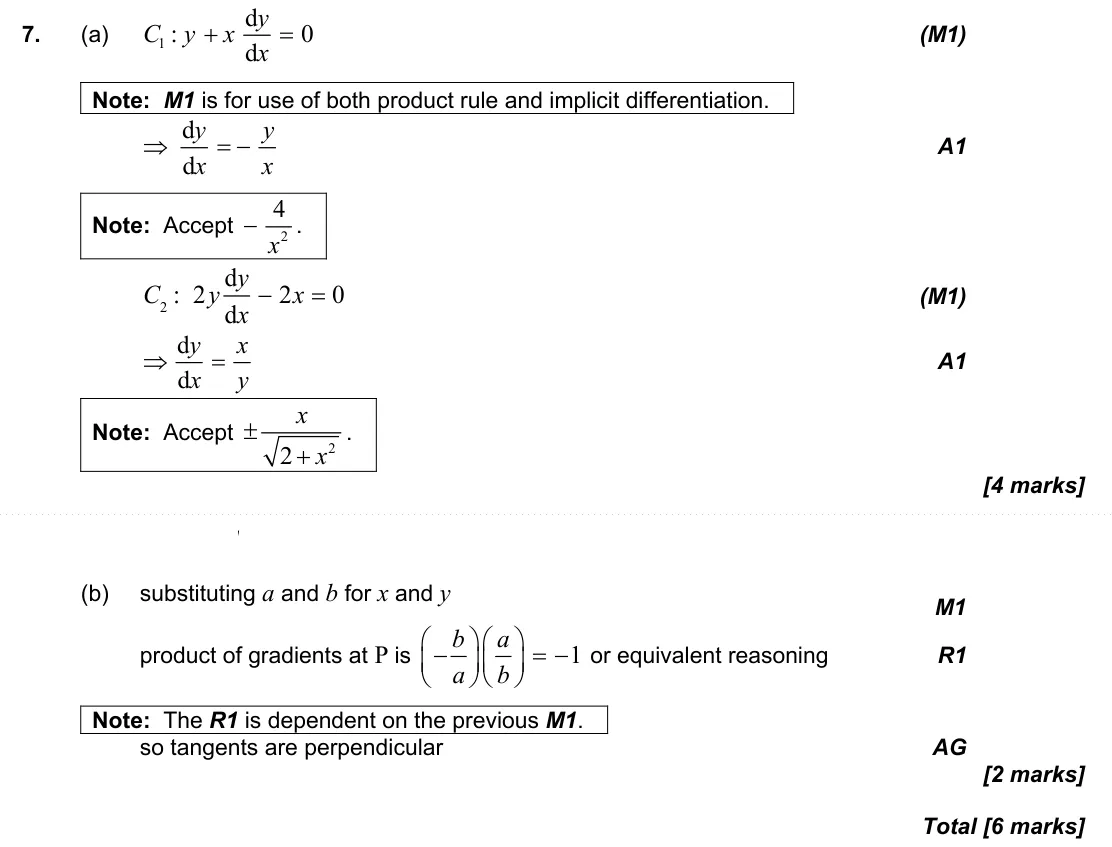 7. (a) C₁ : y + x dy/dx = 0 (M1)
Note: M1 is for use of both product rule and implicit differentiation.
⇒ dy/dx = − y/x A1
Note: Accept − 4/x².
C₂ : 2y dy/dx − 2x = 0 (M1)
⇒ dy/dx = x/y A1
Note: Accept ± x/√(2 + x²).
[4 marks]
(b) substituting a and b for x and y
M1
product of gradients at P is (− b/a)(a/b) = −1 or equivalent reasoning R1
Note: The R1 is dependent on the previous M1.
so tangents are perpendicular AG
[2 marks]
Total [6 marks]